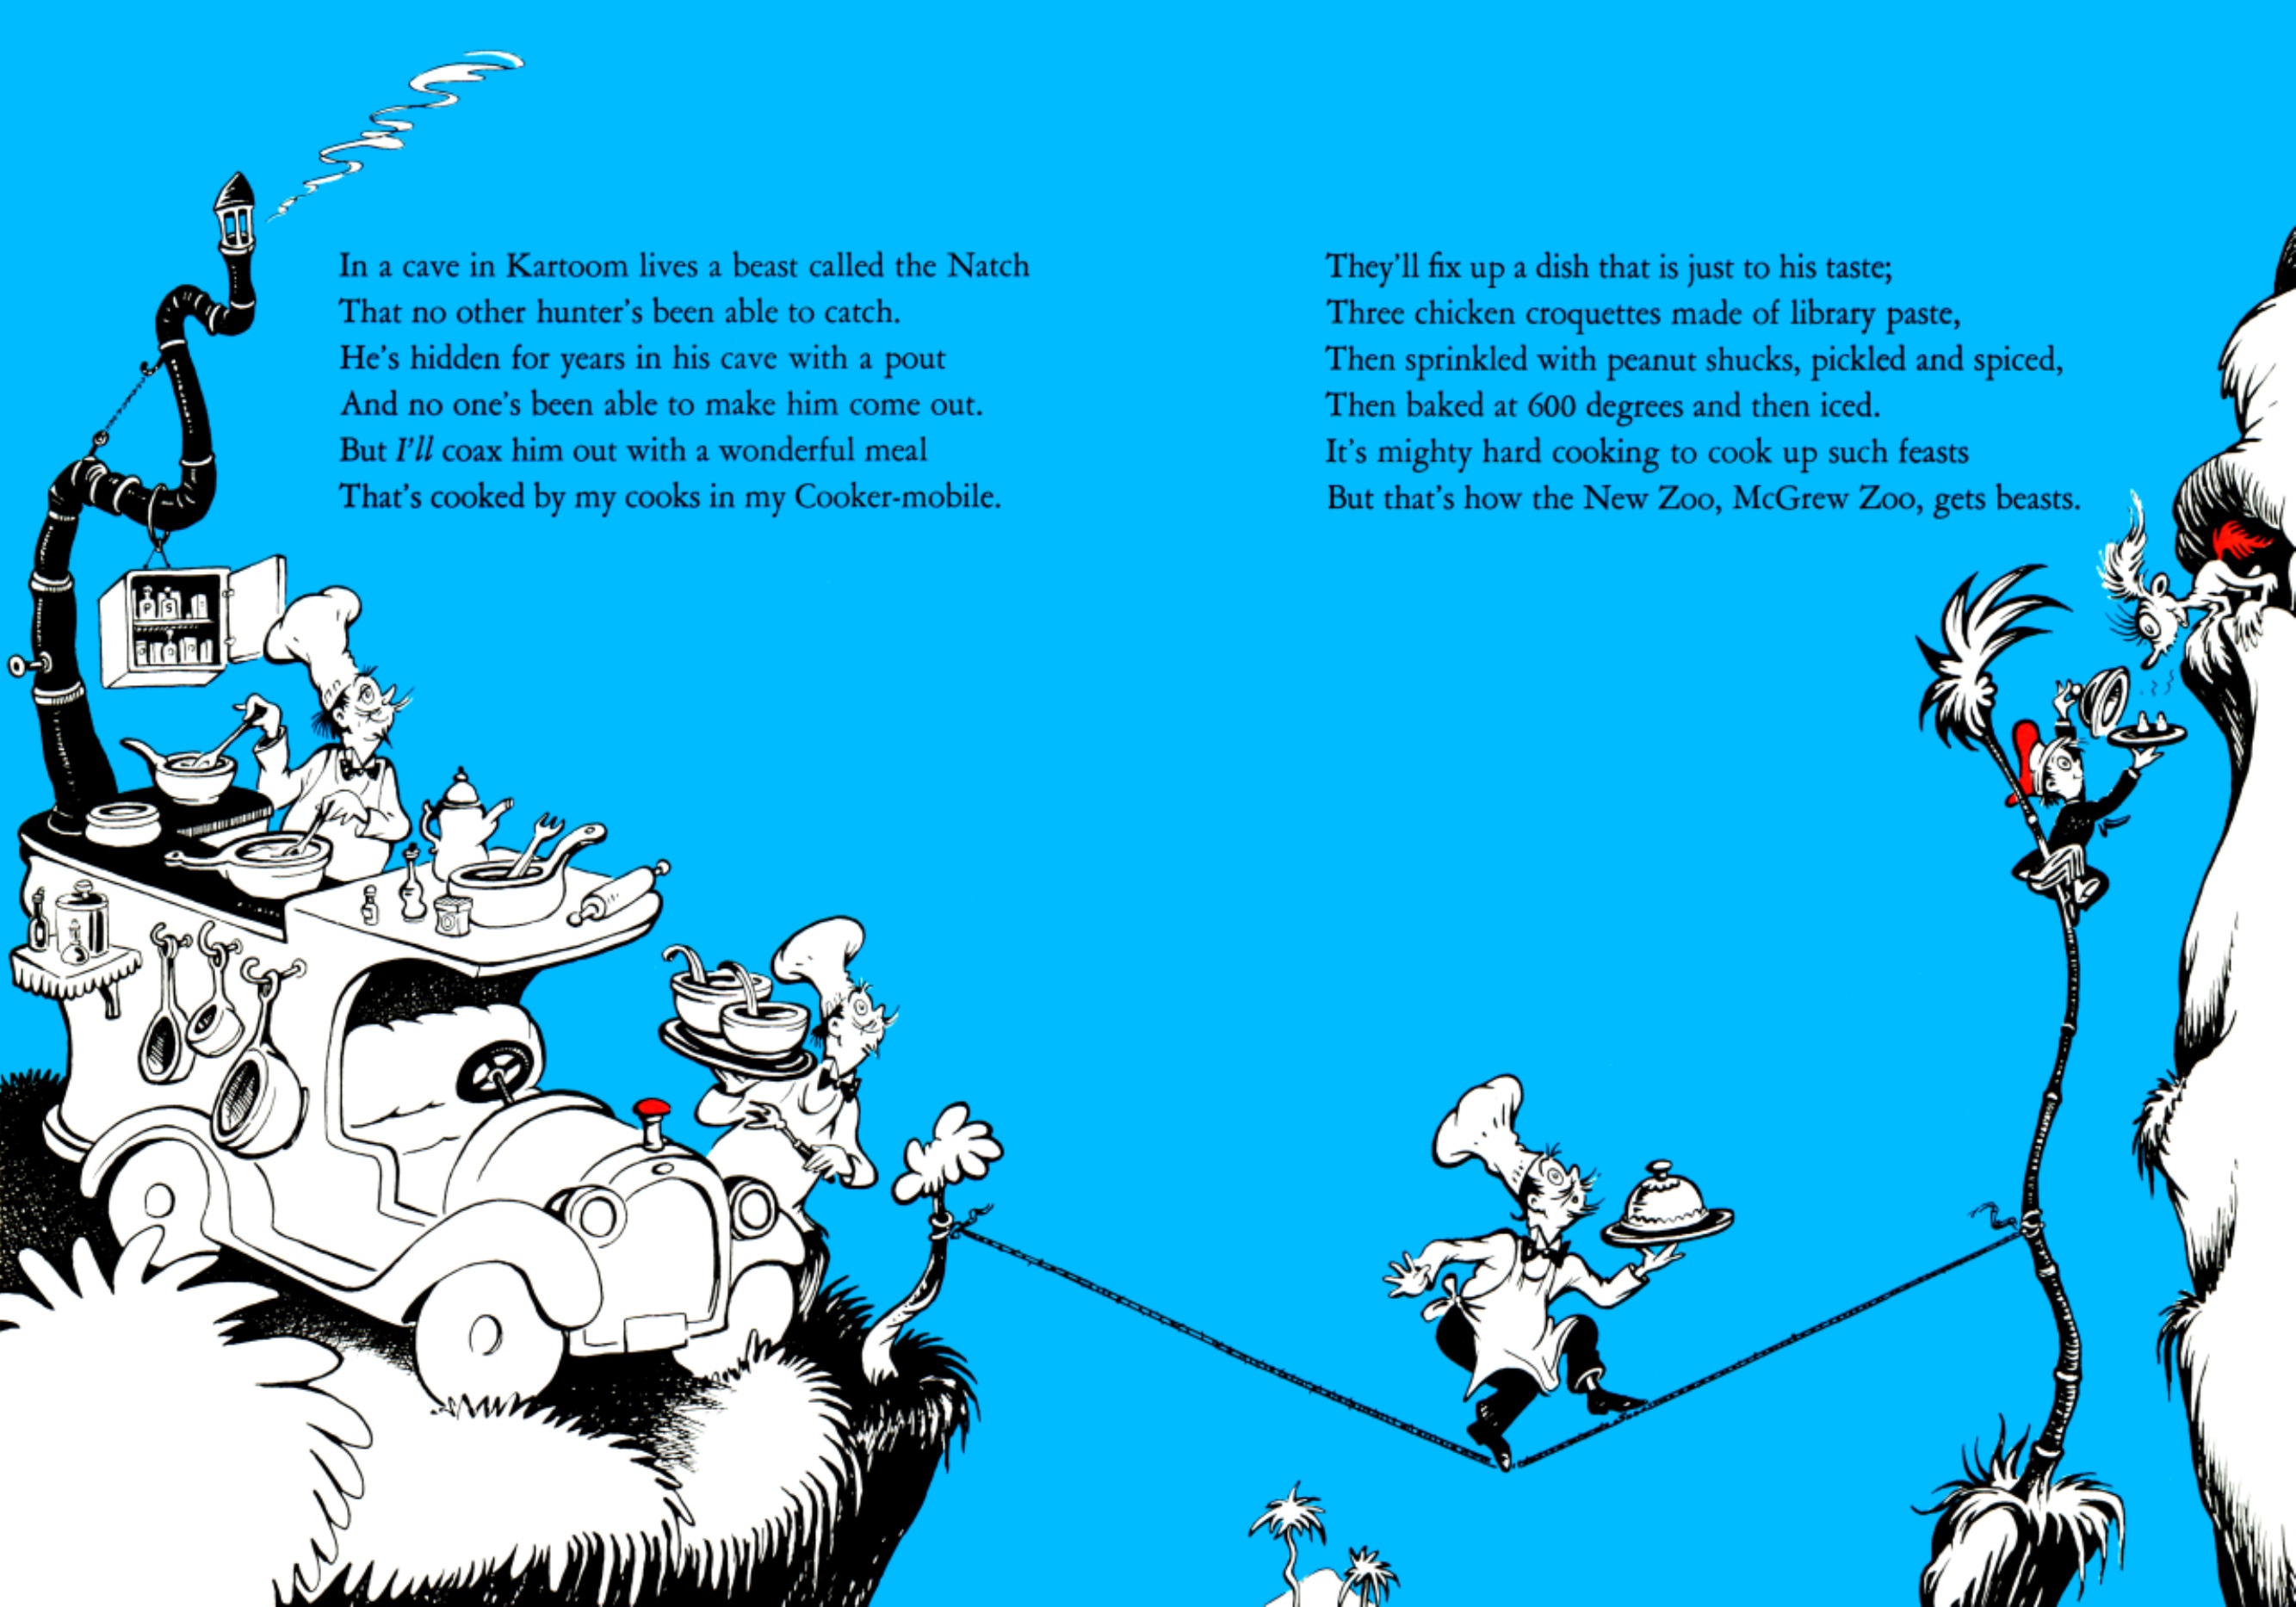 In a cave in Kartoom lives a beast called the Natch
That no other hunter's been able to catch.
He's hidden for years in his cave with a pout
And no one's been able to make him come out.
But I'll coax him out with a wonderful meal
That's cooked by my cooks in my Cooker-mobile.
They'll fix up a dish that is just to his taste;
Three chicken croquettes made of library paste,
Then sprinkled with peanut shucks, pickled and spiced,
Then baked at 600 degrees and then iced.
It's mighty hard cooking to cook up such feasts
But that's how the New Zoo, McGrew Zoo, gets beasts.
P S